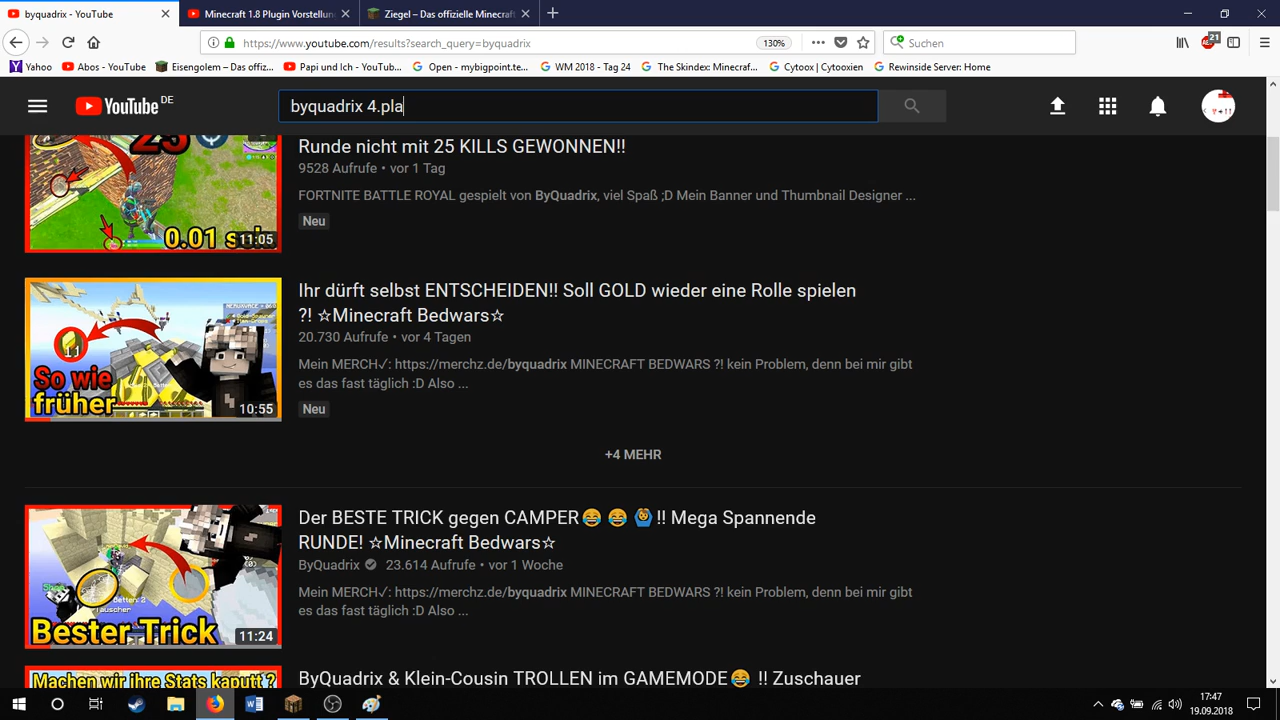 byquadrix - YouTube
Minecraft 1.8 Plugin Vorstellun
Ziegel – Das offizielle Minecraft
https://www.youtube.com/results?search_query=byquadrix
130%
Suchen
21
Yahoo
Abos - YouTube
Eisengolem – Das offiz...
Papi und Ich - YouTub...
Open - mybigpoint.te...
WM 2018 - Tag 24
The Skindex: Minecraf...
Cytoox | Cytooxien
Rewinside Server: Home
YouTube DE
byquadrix 4.pla
Runde nicht mit 25 KILLS GEWONNEN!!
9528 Aufrufe • vor 1 Tag
FORTNITE BATTLE ROYAL gespielt von ByQuadrix, viel Spaß ;D Mein Banner und Thumbnail Designer ...
Neu
11:05
Ihr dürft selbst ENTSCHEIDEN!! Soll GOLD wieder eine Rolle spielen
?! ☆Minecraft Bedwars☆
20.730 Aufrufe • vor 4 Tagen
Mein MERCH✓: https://merchz.de/byquadrix MINECRAFT BEDWARS ?! kein Problem, denn bei mir gibt
es das fast täglich :D Also ...
Neu
So wie
früher
10:55
+4 MEHR
Der BESTE TRICK gegen CAMPER😂 😂 🙆‍♂️ !! Mega Spannende
RUNDE! ☆Minecraft Bedwars☆
ByQuadrix 23.614 Aufrufe • vor 1 Woche
Mein MERCH✓: https://merchz.de/byquadrix MINECRAFT BEDWARS ?! kein Problem, denn bei mir gibt
es das fast täglich :D Also ...
Bester Trick
11:24
Machen wir ihre Stats kaputt ?
ByQuadrix & Klein-Cousin TROLLEN im GAMEMODE😂 !! Zuschauer
17:47
19.09.2018